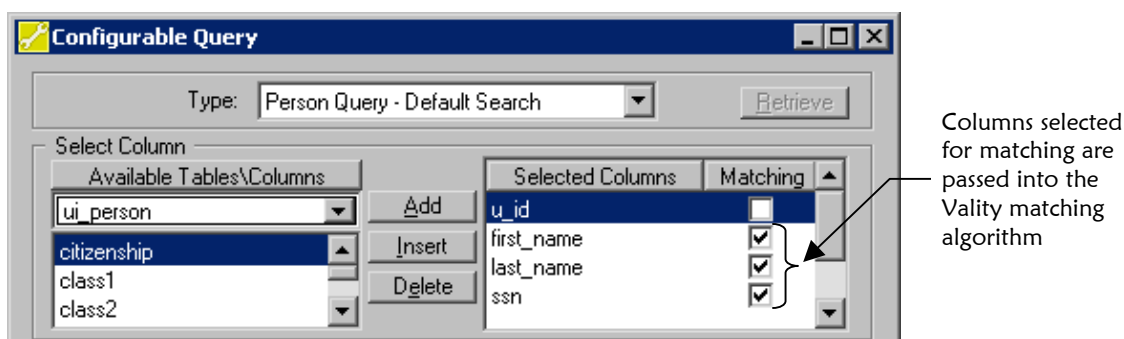 Configurable Query
Type: Person Query - Default Search Retrieve
Select Column
Available Tables\Columns Selected Columns Matching
ui_person Add u_id
citizenship Insert first_name
class1 last_name
class2 Delete ssn
Columns selected
for matching are
passed into the
Vality matching
algorithm